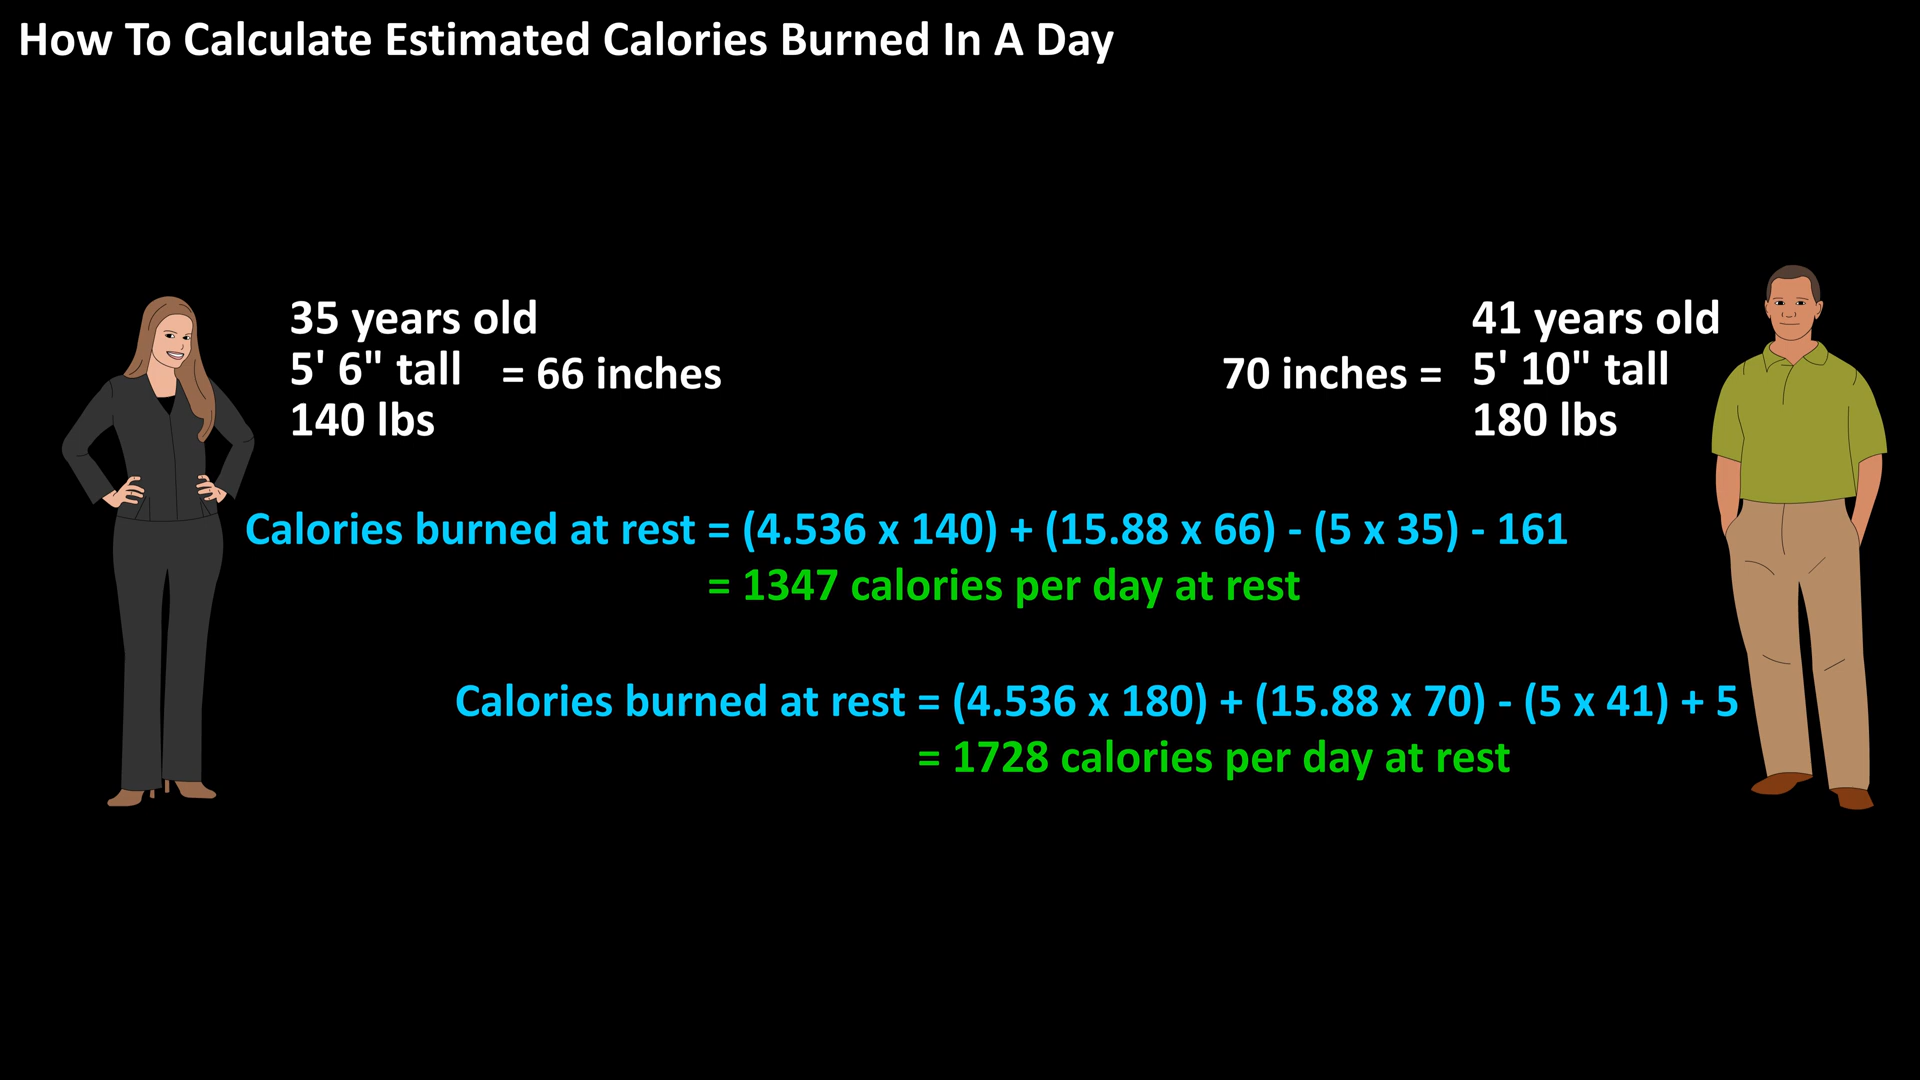 How To Calculate Estimated Calories Burned In A Day
35 years old
5' 6" tall = 66 inches
140 lbs
41 years old
70 inches = 5' 10" tall
180 lbs
Calories burned at rest = (4.536 x 140) + (15.88 x 66) - (5 x 35) - 161
= 1347 calories per day at rest
Calories burned at rest = (4.536 x 180) + (15.88 x 70) - (5 x 41) + 5
= 1728 calories per day at rest